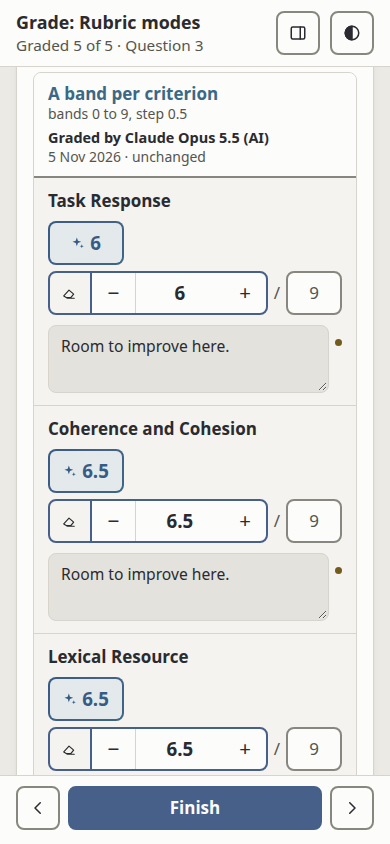 Grade: Rubric modes
Graded 5 of 5 · Question 3
A band per criterion
bands 0 to 9, step 0.5
Graded by Claude Opus 5.5 (AI)
5 Nov 2026 · unchanged
Task Response
6
− 6 + / 9
Room to improve here.
Coherence and Cohesion
6.5
− 6.5 + / 9
Room to improve here.
Lexical Resource
6.5
− 6.5 + / 9
Finish